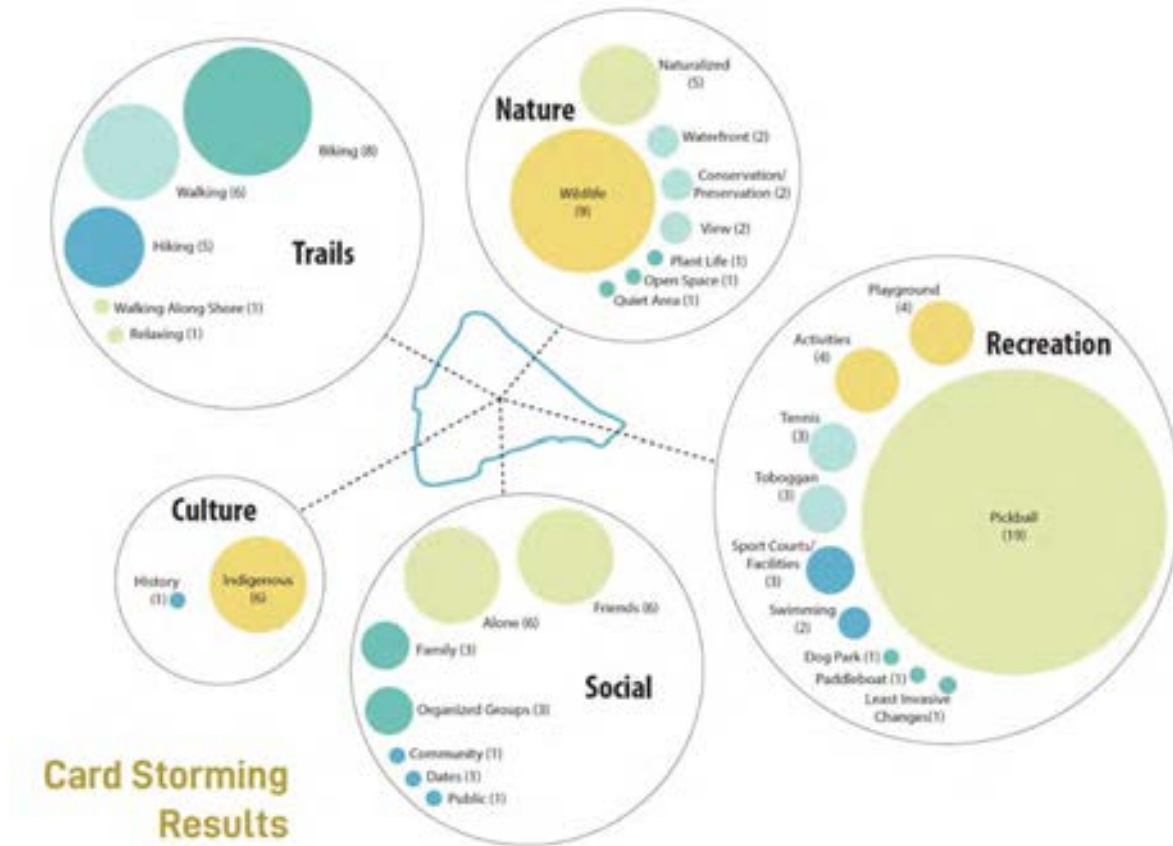 Biking (8)
Walking (6)
Hiking (5)
Trails
Walking Along Shore (1)
Relaxing (1)
Naturalized
(5)
Nature
Waterfront (2)
Conservation/
Preservation (2)
Wildlife
(9)
View (2)
Plant Life (1)
Open Space (1)
Quiet Area (1)
Playground
(4)
Activities
(4)
Recreation
Tennis
(3)
Toboggan
(3)
Pickball
(19)
Sport Courts/
Facilities
(3)
Swimming
(2)
Dog Park (1)
Paddleboat (1)
Least Invasive
Changes(1)
Culture
History
(1)
Indigenous
(6)
Friends (6)
Alone (6)
Family (3)
Social
Organized Groups (3)
Community (1)
Dates (1)
Public (1)
Card Storming
Results